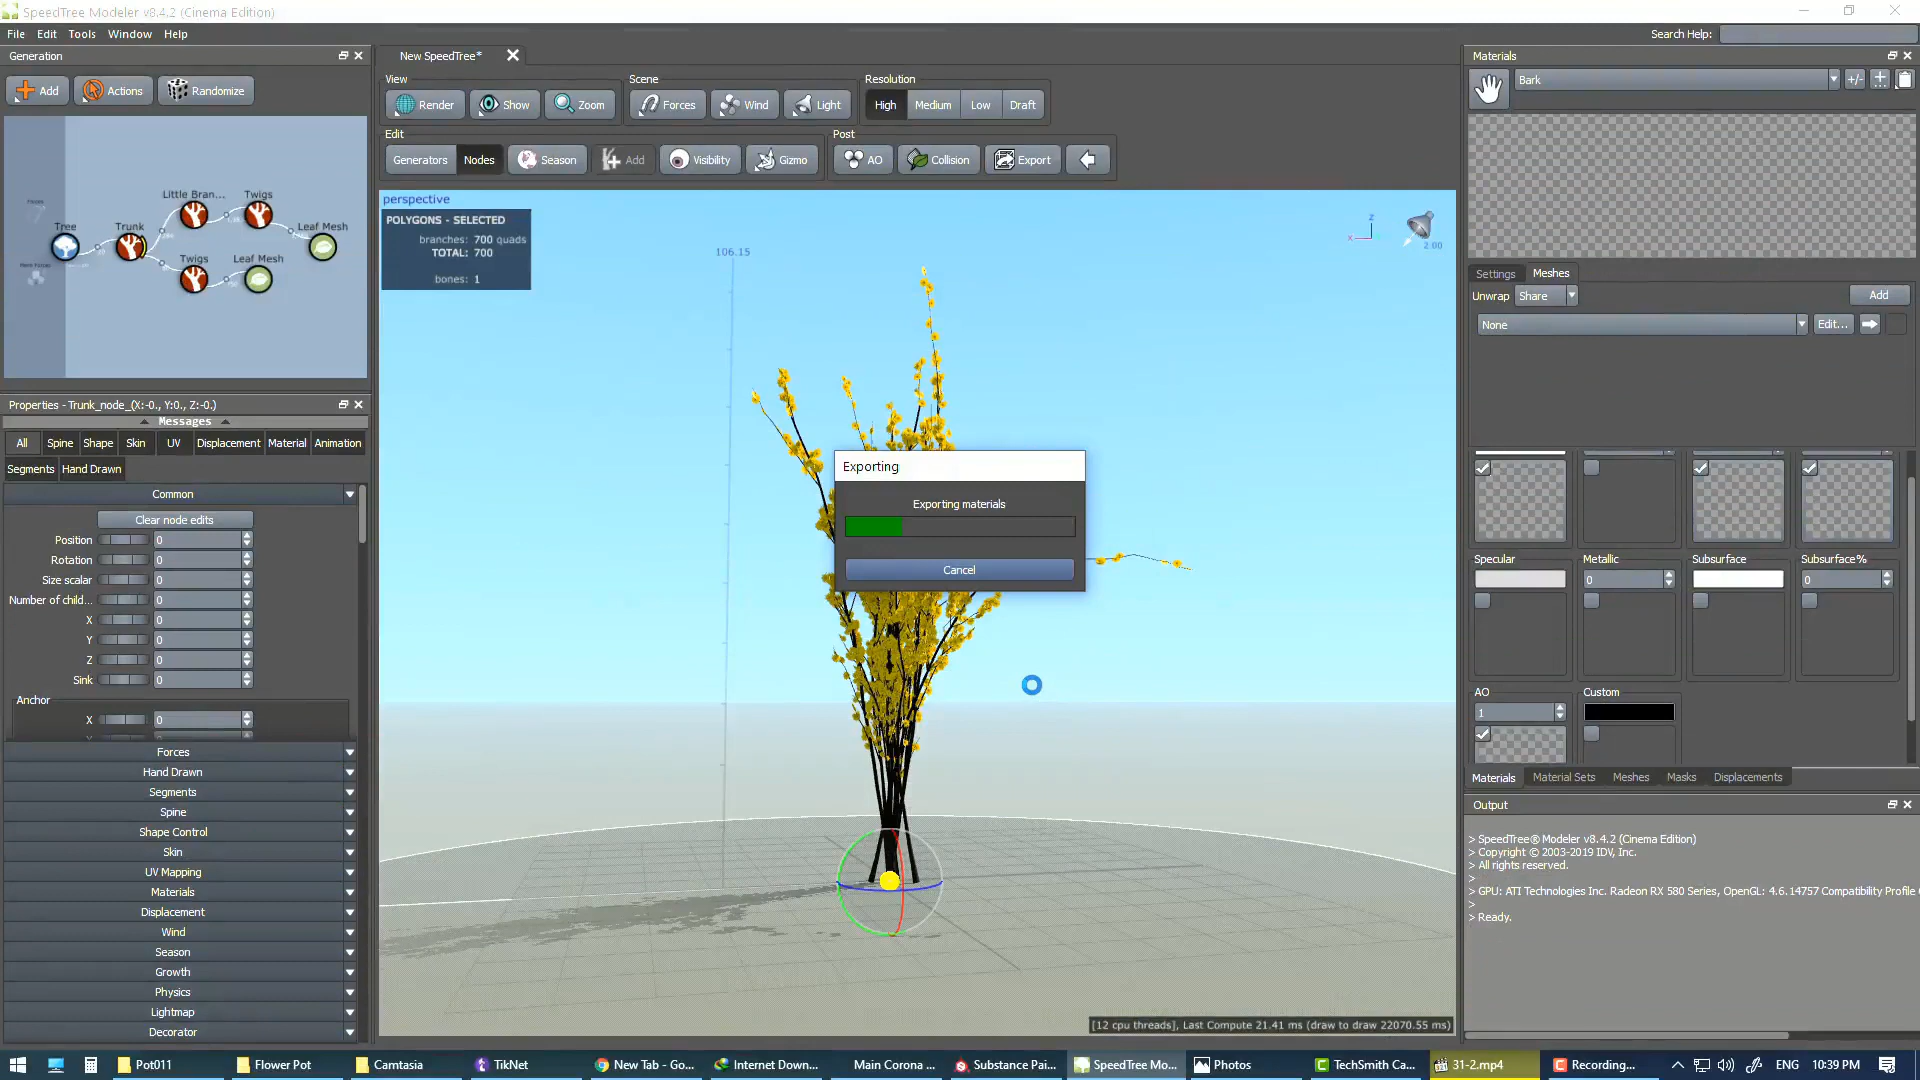 SpeedTree Modeler v8.4.2 (Cinema Edition)
File Edit Tools Window Help
Search Help:
Generation
Add Actions Randomize
Little Bran... Twigs
Tree Trunk Leaf Mesh
Twigs Leaf Mesh
Properties - Trunk_node_(X:-0., Y:0., Z:-0.)
Messages
All Spine Shape Skin UV Displacement Material Animation
Segments Hand Drawn
Common
Clear node edits
Position 0
Rotation 0
Size scalar 0
Number of child... 0
X 0
Y 0
Z 0
Sink 0
Anchor
X 0
Forces
Hand Drawn
Segments
Spine
Shape Control
Skin
UV Mapping
Materials
Displacement
Wind
Season
Growth
Physics
Lightmap
Decorator
New SpeedTree*
View Scene Resolution
Render Show Zoom Forces Wind Light High Medium Low Draft
Edit Post
Generators Nodes Season Add Visibility Gizmo AO Collision Export
perspective
POLYGONS - SELECTED
branches: 700 quads
TOTAL: 700
bones: 1
106.15
Z
X
2.00
Exporting
Exporting materials
Cancel
[12 cpu threads], Last Compute 21.41 ms (draw to draw 22070.55 ms)
Materials
Bark
+/-
Settings Meshes
Unwrap Share Add
None Edit...
Specular Metallic Subsurface Subsurface%
0 0
AO Custom
1
Materials Material Sets Meshes Masks Displacements
Output
> SpeedTree® Modeler v8.4.2 (Cinema Edition)
> Copyright © 2003-2019 IDV, Inc.
> All rights reserved.
>
> GPU: ATI Technologies Inc. Radeon RX 580 Series, OpenGL: 4.6.14757 Compatibility Profile
>
> Ready.
Pot011 Flower Pot Camtasia TikNet New Tab - Go... Internet Down... Main Corona ... Substance Pai... SpeedTree Mo... Photos TechSmith Ca... 31-2.mp4 Recording... ENG 10:39 PM